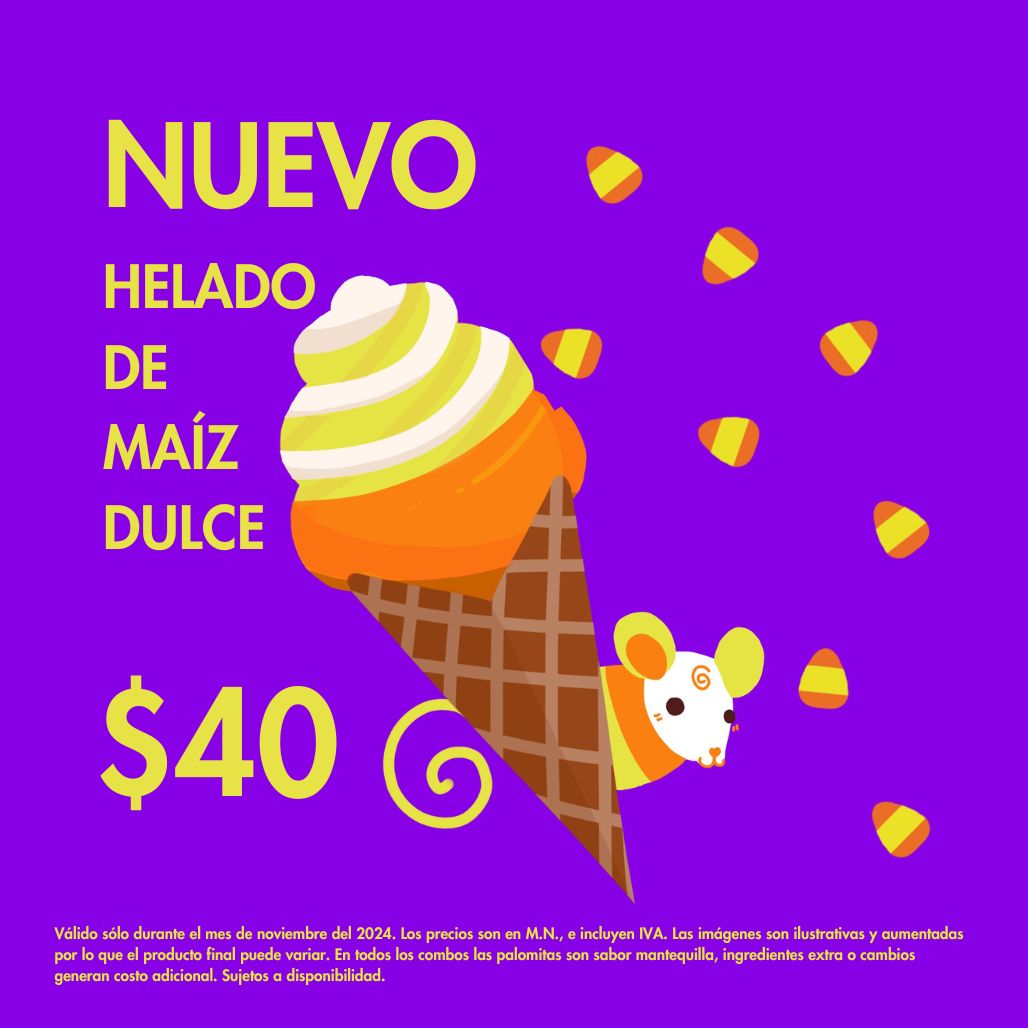 NUEVO
HELADO
DE
MAÍZ
DULCE
$40
Válido sólo durante el mes de noviembre del 2024. Los precios son en M.N., e incluyen IVA. Las imágenes son ilustrativas y aumentadas
por lo que el producto final puede variar. En todos los combos las palomitas son sabor mantequilla, ingredientes extra o cambios
generan costo adicional. Sujetos a disponibilidad.